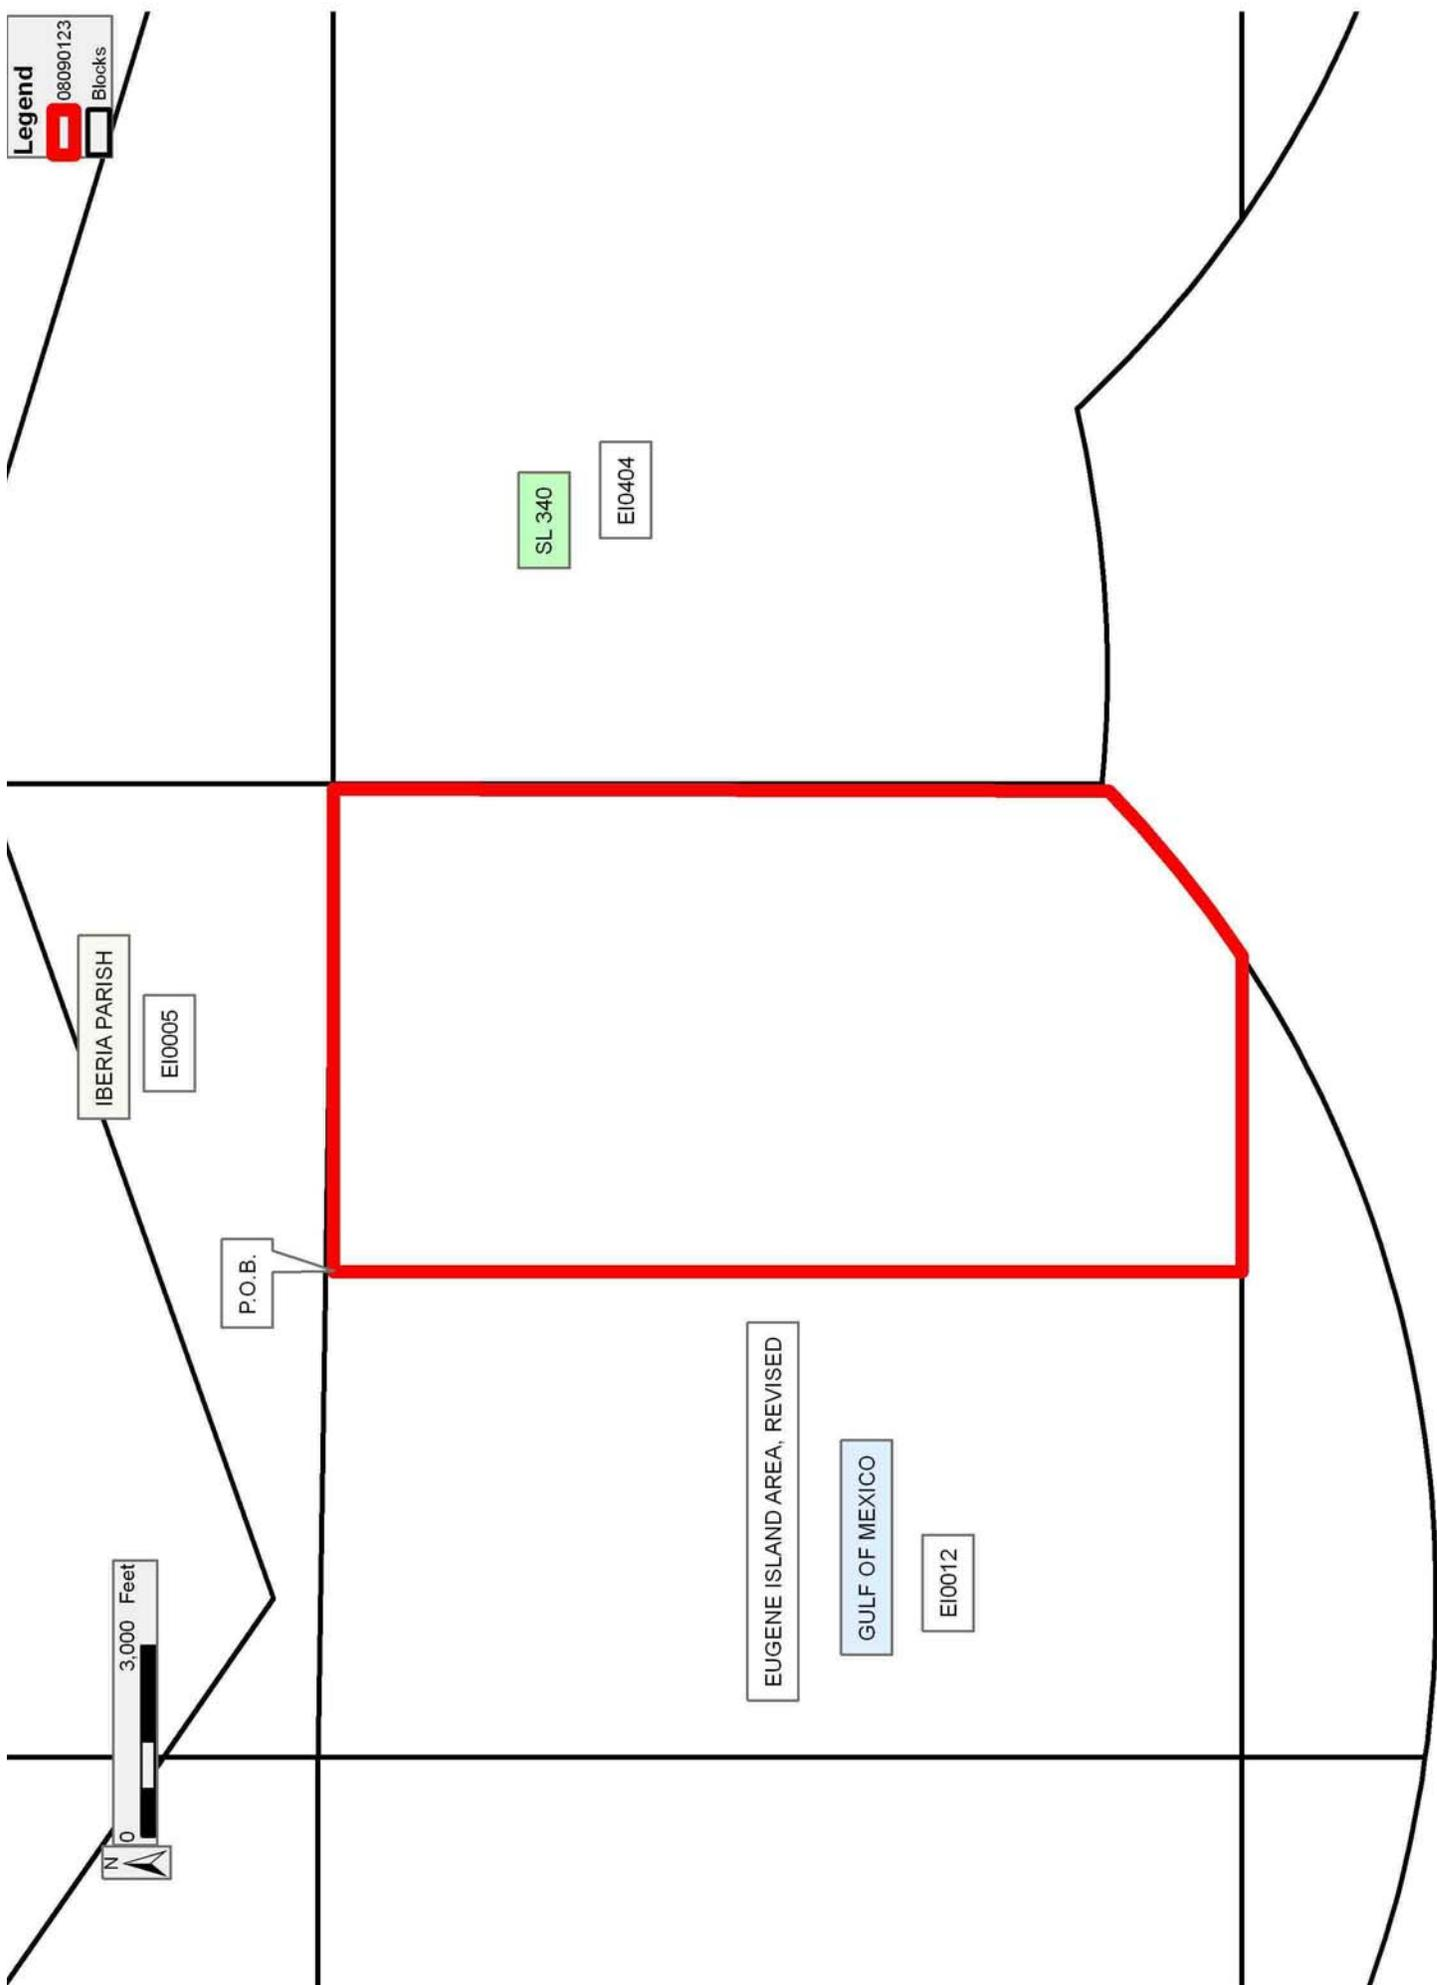 Legend
08090123
Blocks
IBERIA PARISH
N
0 3,000 Feet
EI0005
P.O.B.
SL 340
EI0404
EUGENE ISLAND AREA, REVISED
GULF OF MEXICO
EI0012